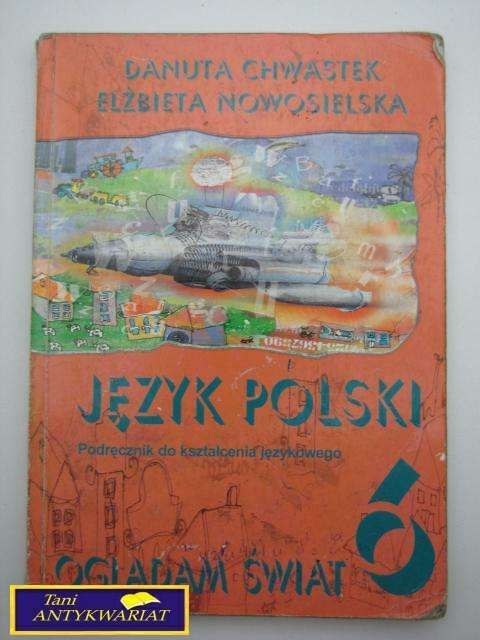 DANUTA CHWASTEK
ELŻBIETA NOWOSIELSKA
JĘZYK POLSKI
Podręcznik do kształcenia językowego
6
OGLĄDAM ŚWIAT
Tani
ANTYKWARIAT